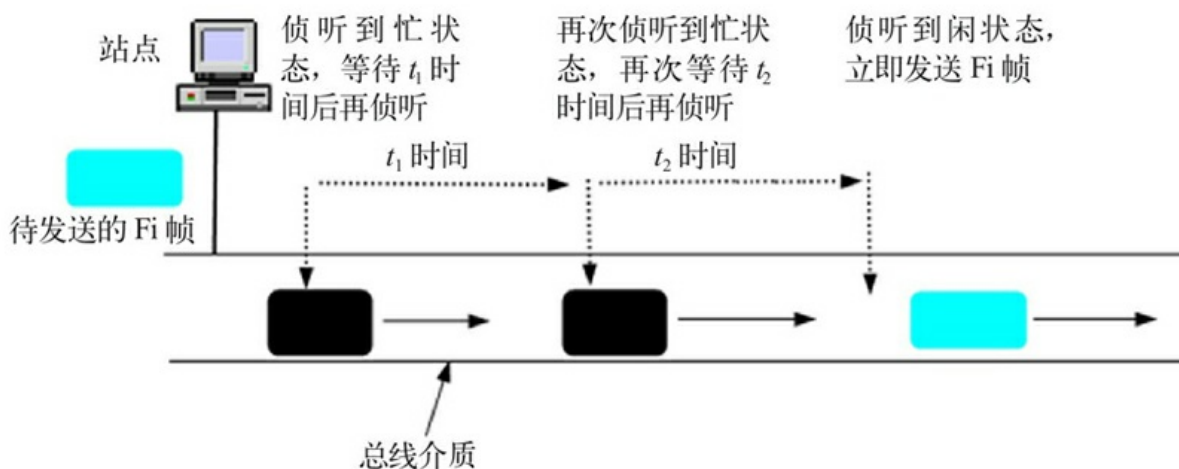 站点
侦听到忙状
态，等待 t₁ 时
间后再侦听
再次侦听到忙状
态，再次等待 t₂
时间后再侦听
侦听到闲状态，
立即发送 Fi 帧
t₁ 时间
t₂ 时间
待发送的 Fi 帧
总线介质